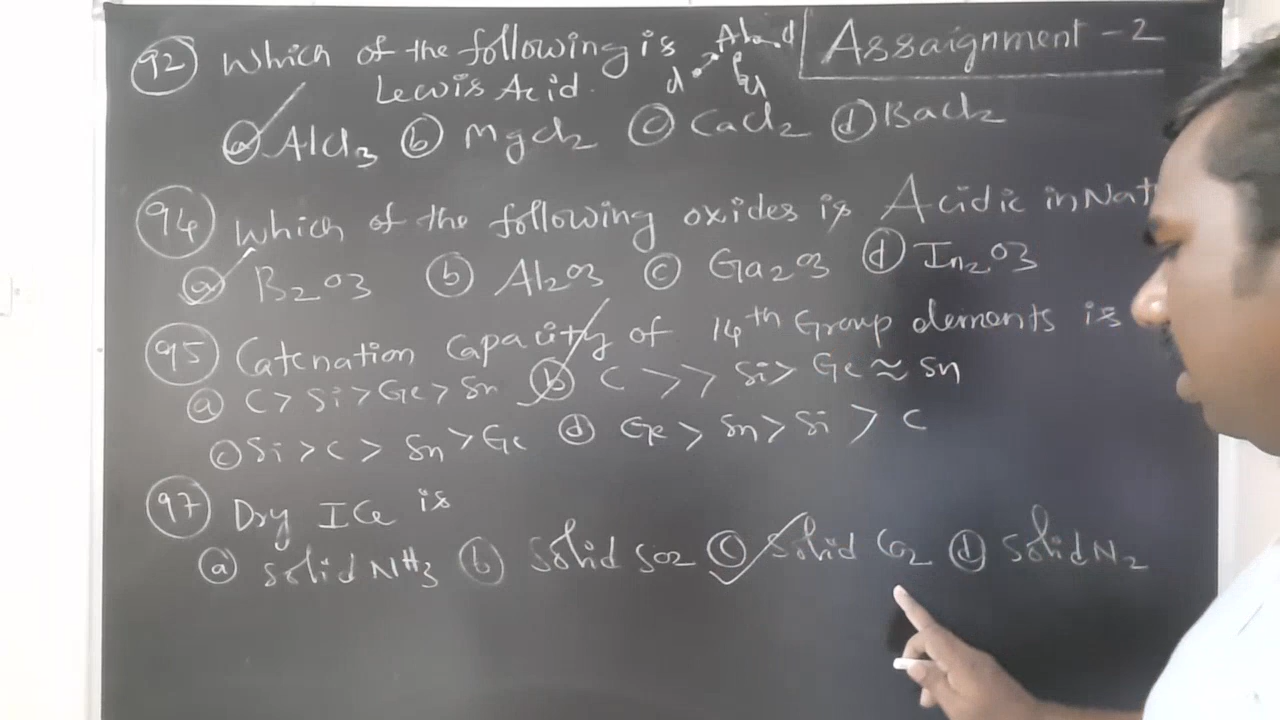 Assaignment - 2
92 Which of the following is
Lewis Acid.
a AlCl3 b MgCl2 c CaCl2 d BaCl2
94 Which of the following oxides is Acidic in Nat
a B2O3 b Al2O3 c Ga2O3 d In2O3
95 Catenation Capacity of 14th Group elements is
a C > Si > Ge > Sn b C >> Si > Ge ≈ Sn
c Si > C > Sn > Ge d Ge > Sn > Si > C
97 Dry ICe is
a Solid NH3 b Solid SO2 c Solid CO2 d Solid N2